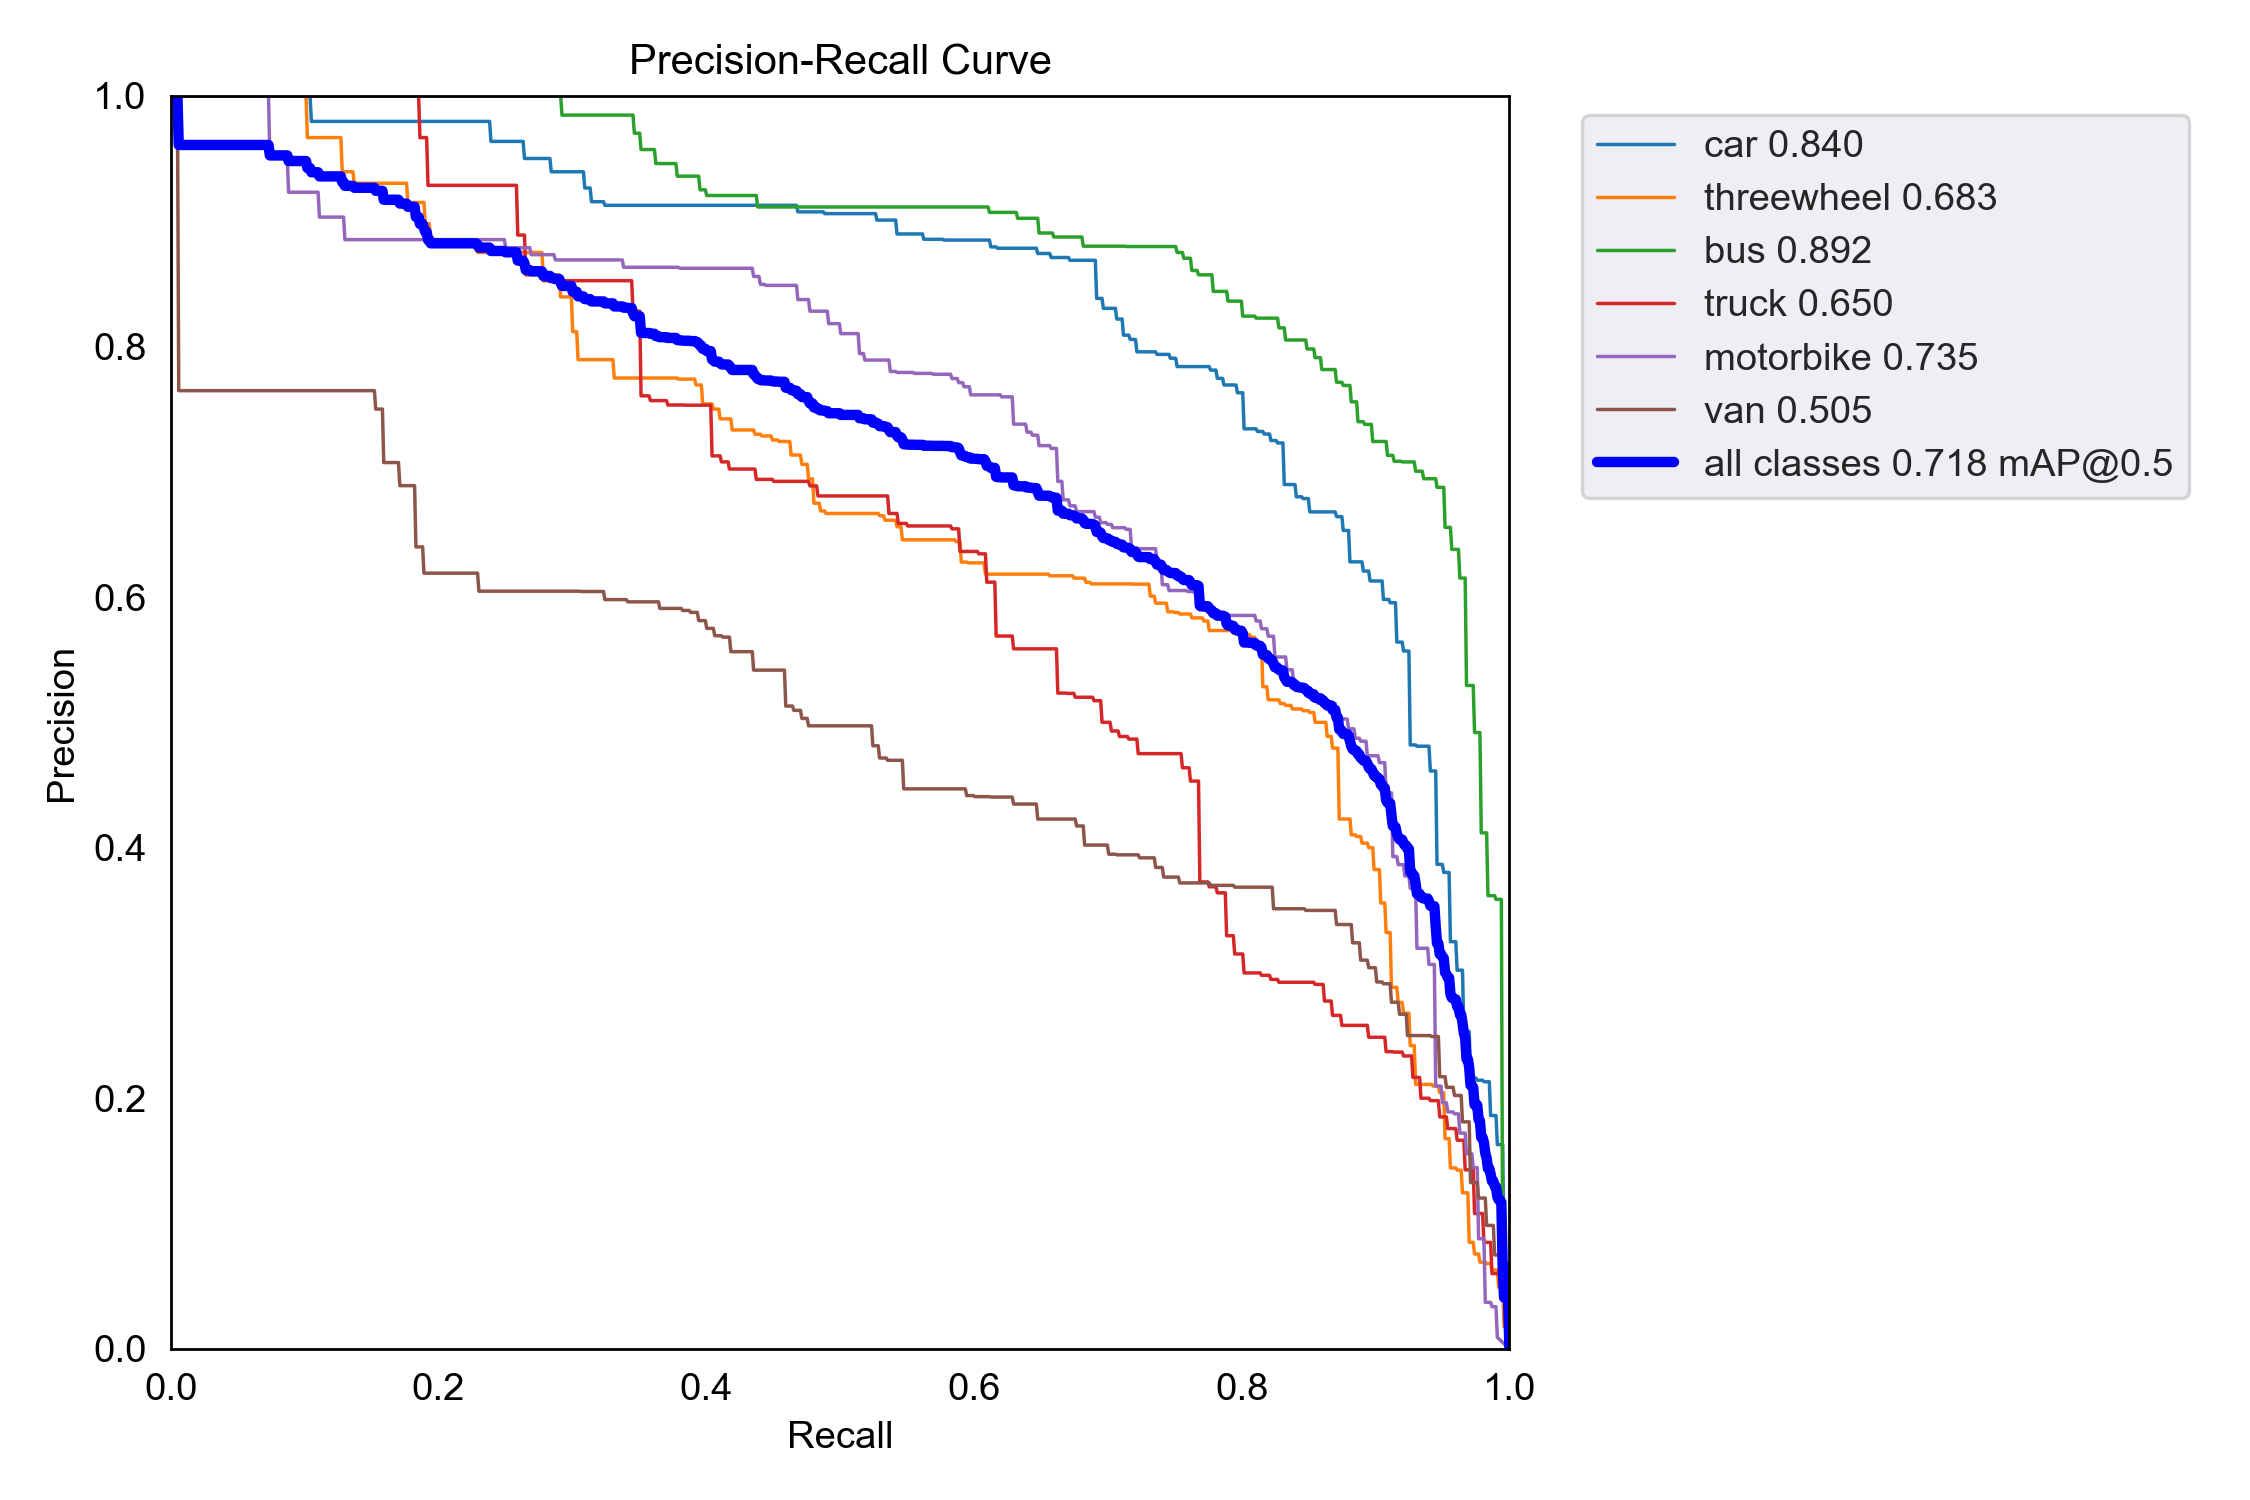 Precision-Recall Curve
1.0
0.8
0.6
0.4
0.2
0.0
Precision
0.0 0.2 0.4 0.6 0.8 1.0
Recall
car 0.840
threewheel 0.683
bus 0.892
truck 0.650
motorbike 0.735
van 0.505
all classes 0.718 mAP@0.5